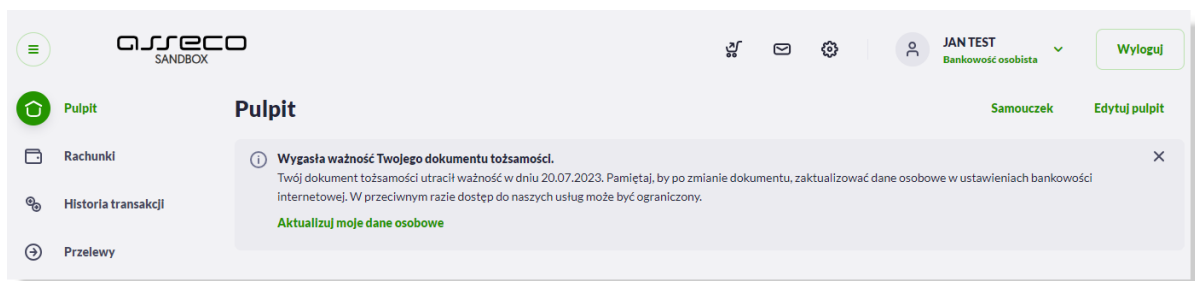 asseco
SANDBOX
JAN TEST
Bankowość osobista
Wyloguj
Pulpit
Pulpit
Samouczek
Edytuj pulpit
Rachunki
Wygasła ważność Twojego dokumentu tożsamości.
Twój dokument tożsamości utracił ważność w dniu 20.07.2023. Pamiętaj, by po zmianie dokumentu, zaktualizować dane osobowe w ustawieniach bankowości
internetowej. W przeciwnym razie dostęp do naszych usług może być ograniczony.
Aktualizuj moje dane osobowe
Historia transakcji
Przelewy